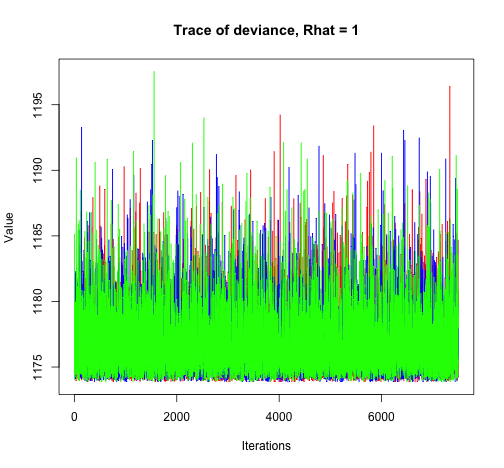 Trace of deviance, Rhat = 1
Value
1195
1190
1185
1180
1175
0 2000 4000 6000
Iterations